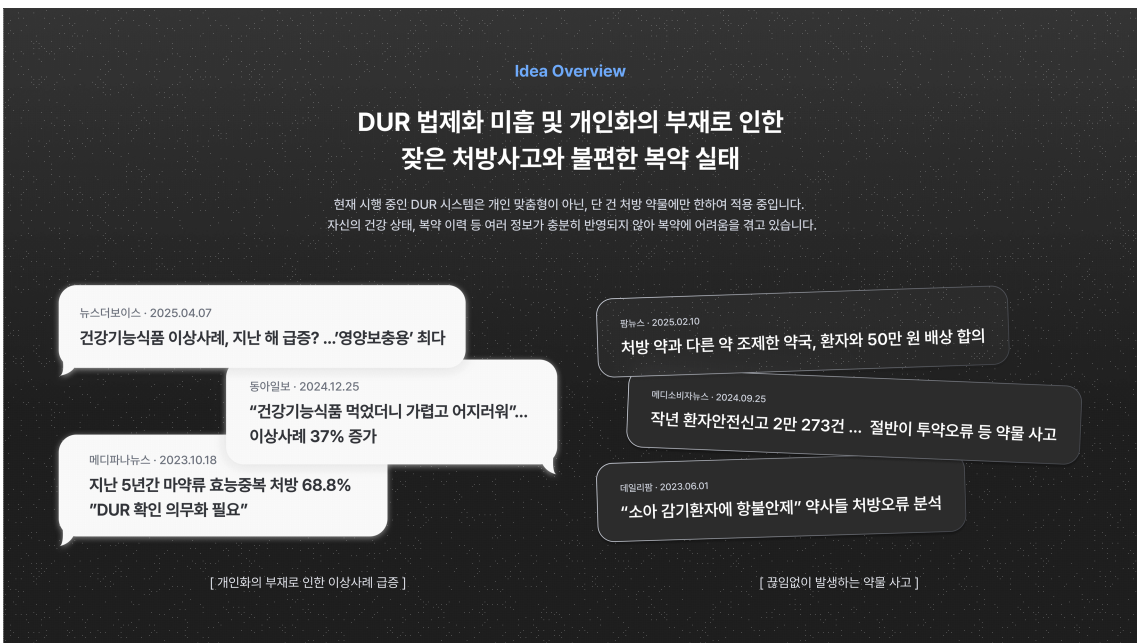 Idea Overview
DUR 법제화 미흡 및 개인화의 부재로 인한
잦은 처방사고와 불편한 복약 실태
현재 시행 중인 DUR 시스템은 개인 맞춤형이 아닌, 단 건 처방 약물에만 한하여 적용 중입니다.
자신의 건강 상태, 복약 이력 등 여러 정보가 충분히 반영되지 않아 복약에 어려움을 겪고 있습니다.
뉴스더보이스 · 2025.04.07
건강기능식품 이상사례, 지난 해 급증? ...‘영양보충용’ 최다
동아일보 · 2024.12.25
“건강기능식품 먹었더니 가렵고 어지러워”...
이상사례 37% 증가
메디파나뉴스 · 2023.10.18
지난 5년간 마약류 효능중복 처방 68.8%
”DUR 확인 의무화 필요”
[ 개인화의 부재로 인한 이상사례 급증 ]
팜뉴스 · 2025.02.10
처방 약과 다른 약 조제한 약국, 환자와 50만 원 배상 합의
메디소비자뉴스 · 2024.09.25
작년 환자안전신고 2만 273건 ... 절반이 투약오류 등 약물 사고
데일리팜 · 2023.06.01
“소아 감기환자에 항불안제” 약사들 처방오류 분석
[ 끊임없이 발생하는 약물 사고 ]